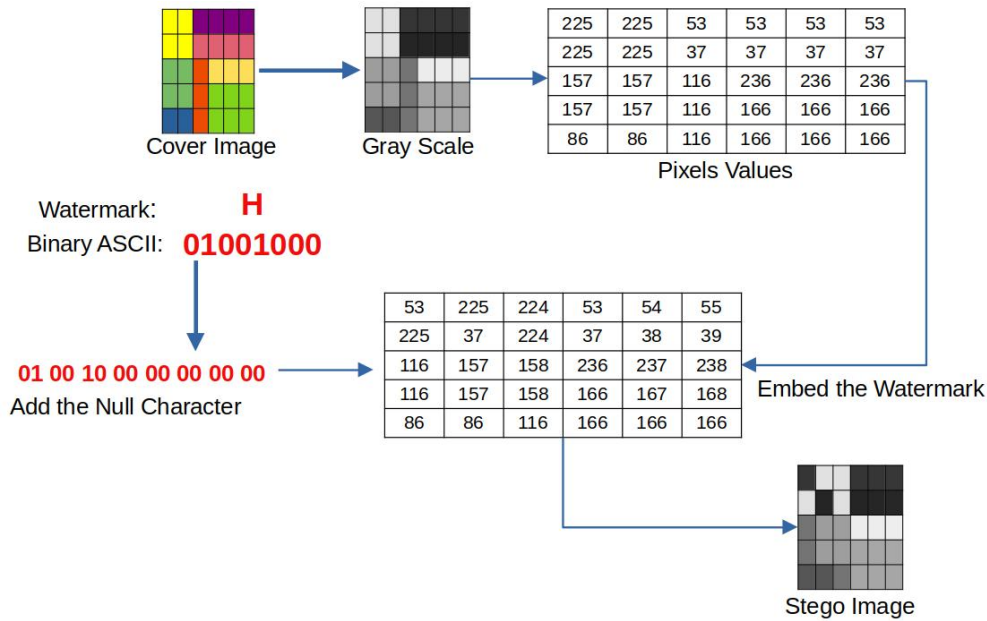 225 225 53 53 53 53
225 225 37 37 37 37
157 157 116 236 236 236
157 157 116 166 166 166
86 86 116 166 166 166
Cover Image
Gray Scale
Pixels Values
Watermark: H
Binary ASCII: 01001000
53 225 224 53 54 55
225 37 224 37 38 39
116 157 158 236 237 238
116 157 158 166 167 168
86 86 116 166 166 166
01 00 10 00 00 00 00 00
Add the Null Character
Embed the Watermark
Stego Image